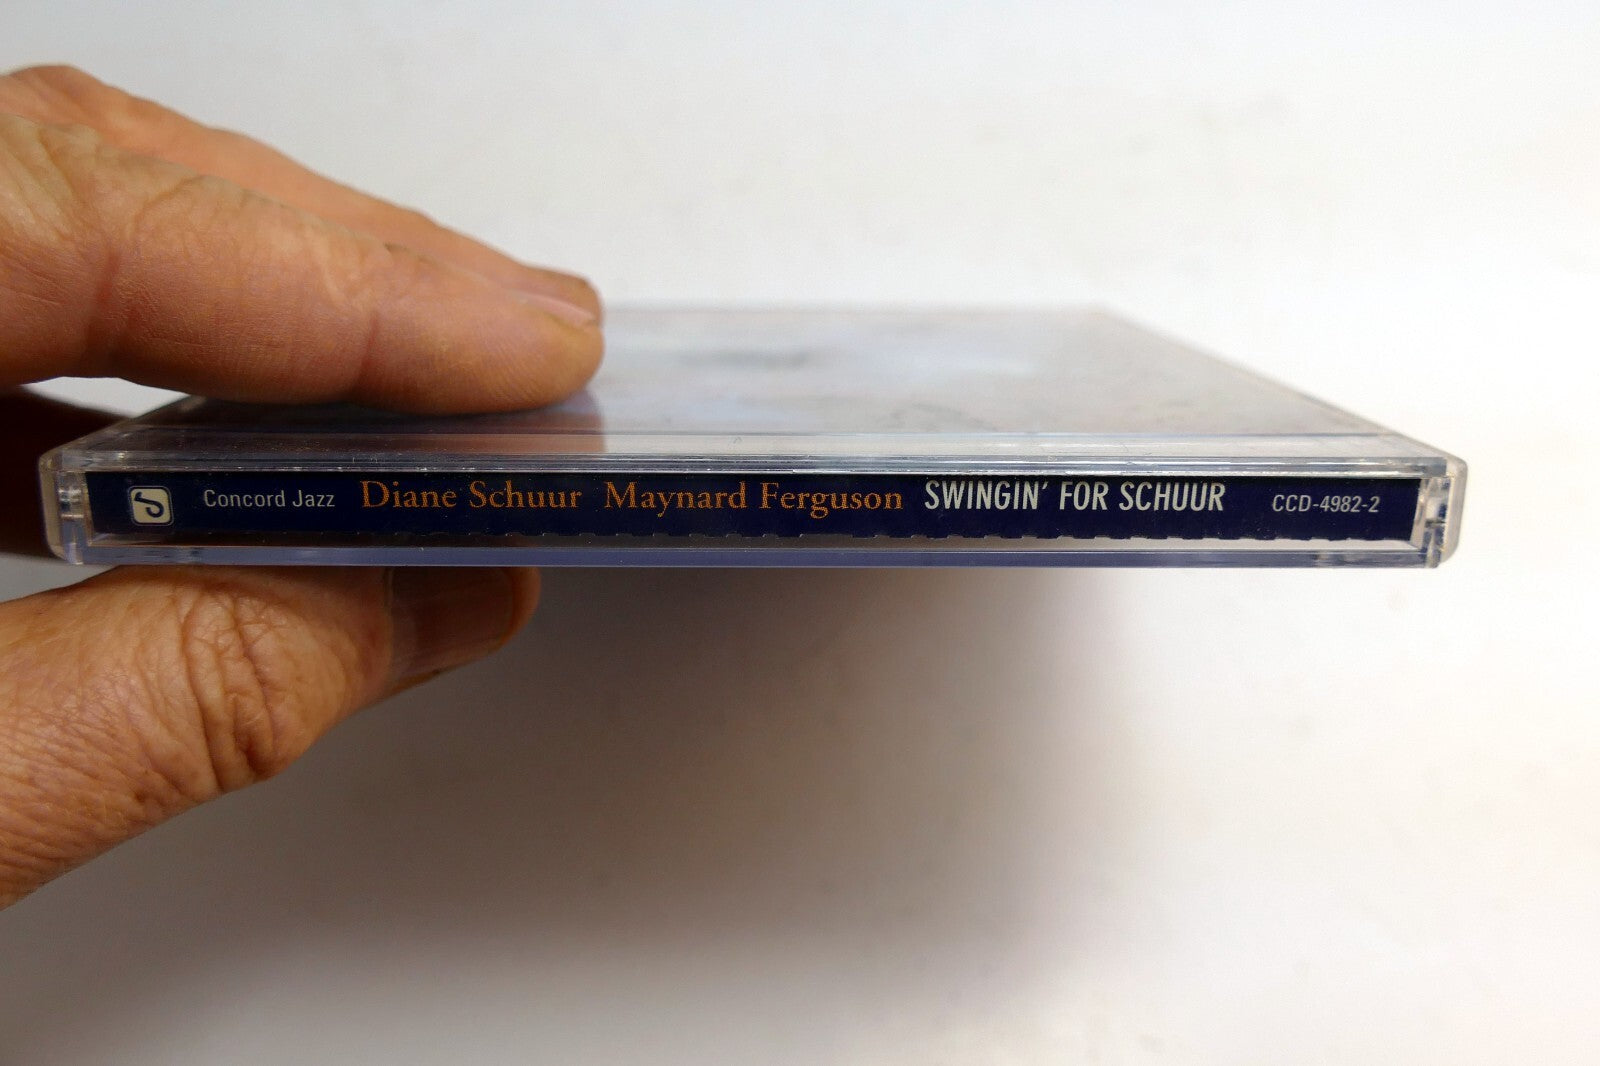 Concord Jazz Diane Schuur Maynard Ferguson SWINGIN' FOR SCHUUR CCD-4982-2